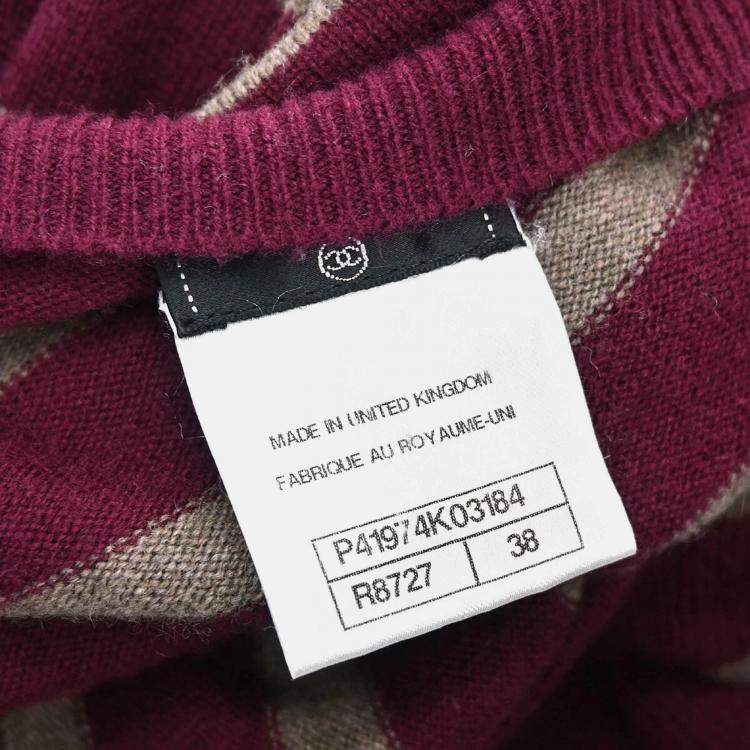 MADE IN UNITED KINGDOM
FABRIQUE AU ROYAUME-UNI
P41974K03184
R8727 38